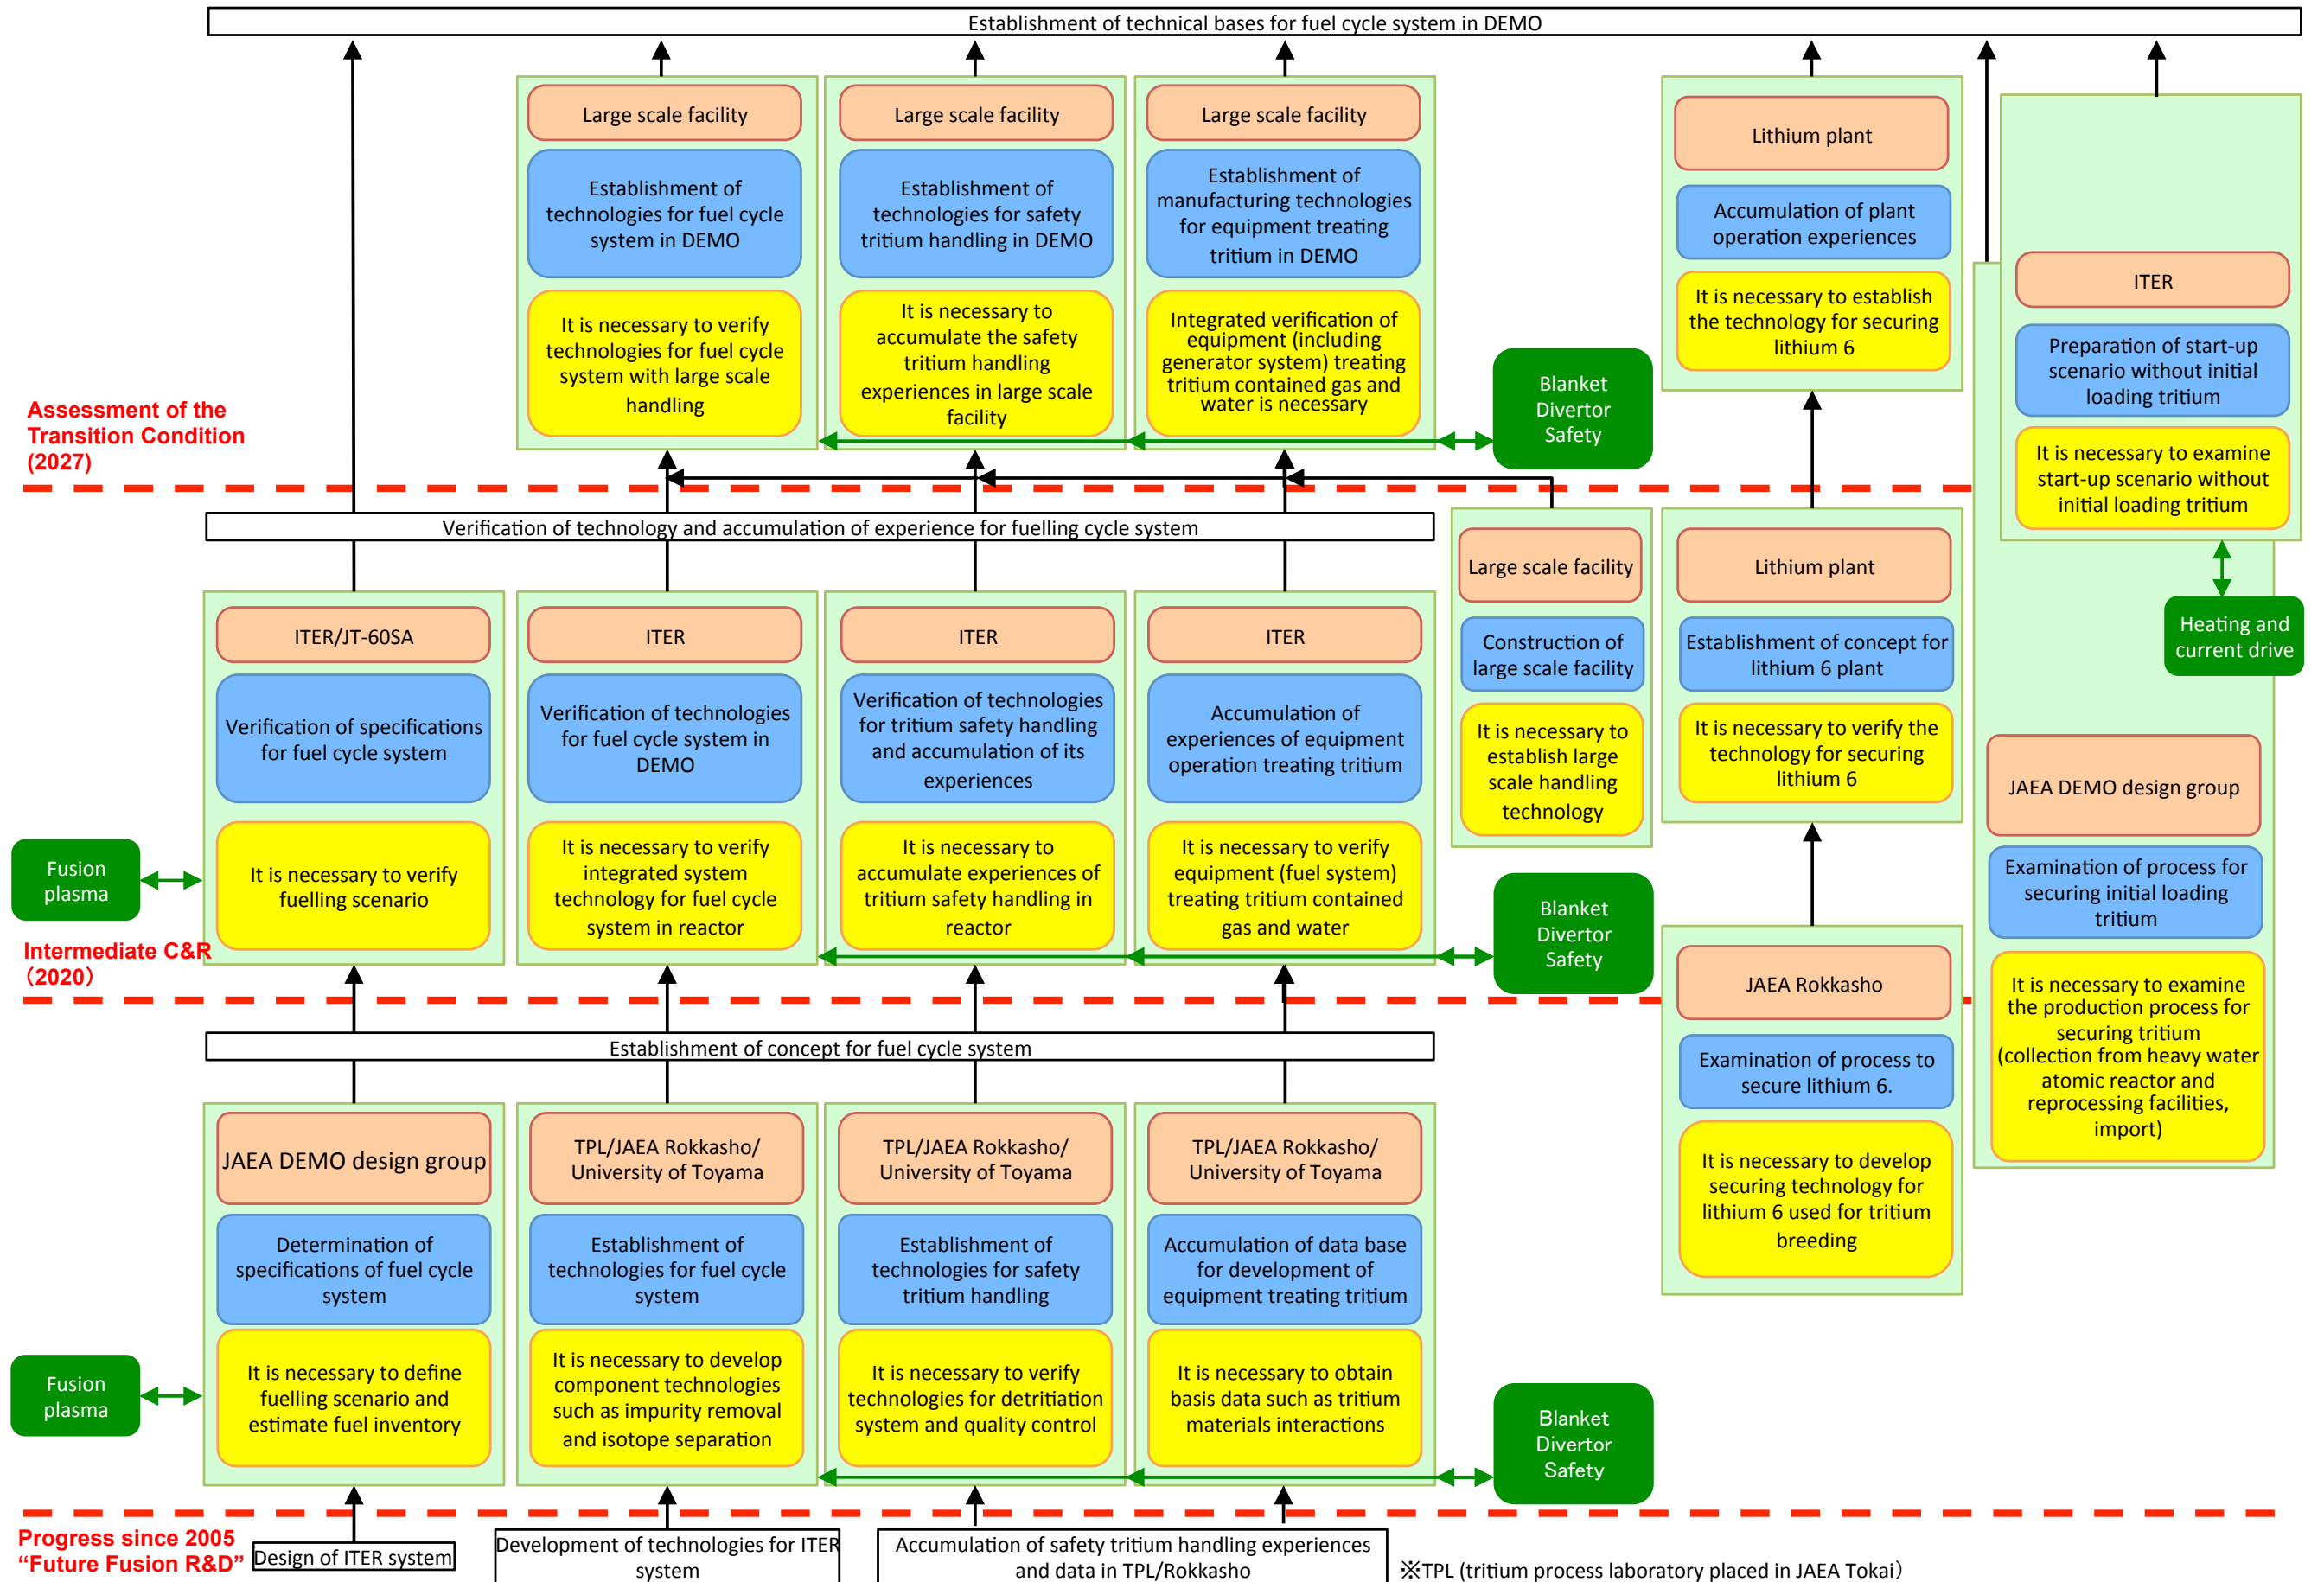 Establishment of technical bases for fuel cycle system in DEMO
Large scale facility
Establishment of
technologies for fuel cycle
system in DEMO
It is necessary to verify
technologies for fuel cycle
system with large scale
handling
Large scale facility
Establishment of
technologies for safety
tritium handling in DEMO
It is necessary to
accumulate the safety
tritium handling
experiences in large scale
facility
Large scale facility
Establishment of
manufacturing technologies
for equipment treating
tritium in DEMO
Integrated verification of
equipment (including
generator system) treating
tritium contained gas and
water is necessary
Blanket
Divertor
Safety
Lithium plant
Accumulation of plant
operation experiences
It is necessary to establish
the technology for securing
lithium 6
ITER
Preparation of start-up
scenario without initial
loading tritium
It is necessary to examine
start-up scenario without
initial loading tritium
Heating and
current drive
Assessment of the
Transition Condition
(2027)
Verification of technology and accumulation of experience for fuelling cycle system
ITER/JT-60SA
Verification of specifications
for fuel cycle system
It is necessary to verify
fuelling scenario
Fusion
plasma
ITER
Verification of technologies
for fuel cycle system in
DEMO
It is necessary to verify
integrated system
technology for fuel cycle
system in reactor
ITER
Verification of technologies
for tritium safety handling
and accumulation of its
experiences
It is necessary to
accumulate experiences of
tritium safety handling in
reactor
ITER
Accumulation of
experiences of equipment
operation treating tritium
It is necessary to verify
equipment (fuel system)
treating tritium contained
gas and water
Large scale facility
Construction of
large scale facility
It is necessary to
establish large
scale handling
technology
Blanket
Divertor
Safety
Lithium plant
Establishment of concept for
lithium 6 plant
It is necessary to verify the
technology for securing
lithium 6
JAEA DEMO design group
Examination of process for
securing initial loading
tritium
It is necessary to examine
the production process for
securing tritium
(collection from heavy water
atomic reactor and
reprocessing facilities,
import)
Intermediate C&R
（2020）
JAEA Rokkasho
Examination of process to
secure lithium 6.
It is necessary to develop
securing technology for
lithium 6 used for tritium
breeding
Establishment of concept for fuel cycle system
JAEA DEMO design group
Determination of
specifications of fuel cycle
system
It is necessary to define
fuelling scenario and
estimate fuel inventory
Fusion
plasma
TPL/JAEA Rokkasho/
University of Toyama
Establishment of
technologies for fuel cycle
system
It is necessary to develop
component technologies
such as impurity removal
and isotope separation
TPL/JAEA Rokkasho/
University of Toyama
Establishment of
technologies for safety
tritium handling
It is necessary to verify
technologies for detritiation
system and quality control
TPL/JAEA Rokkasho/
University of Toyama
Accumulation of data base
for development of
equipment treating tritium
It is necessary to obtain
basis data such as tritium
materials interactions
Blanket
Divertor
Safety
Progress since 2005
“Future Fusion R&D”
Design of ITER system
Development of technologies for ITER
system
Accumulation of safety tritium handling experiences
and data in TPL/Rokkasho
※TPL (tritium process laboratory placed in JAEA Tokai）